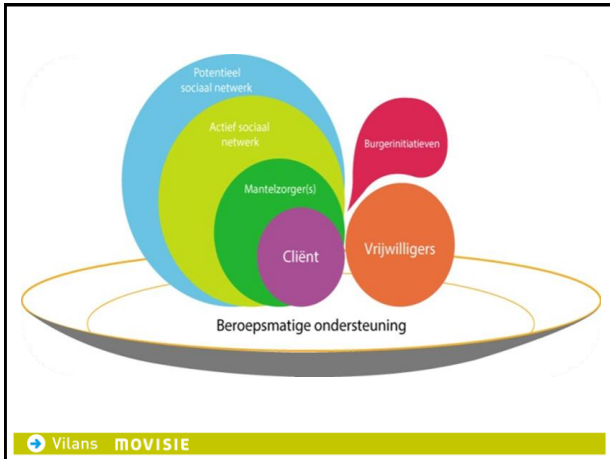 Potentieel
sociaal netwerk
Actief sociaal
netwerk
Burgerinitiatieven
Mantelzorger(s)
Cliënt
Vrijwilligers
Beroepsmatige ondersteuning
Vilans MOVISIE